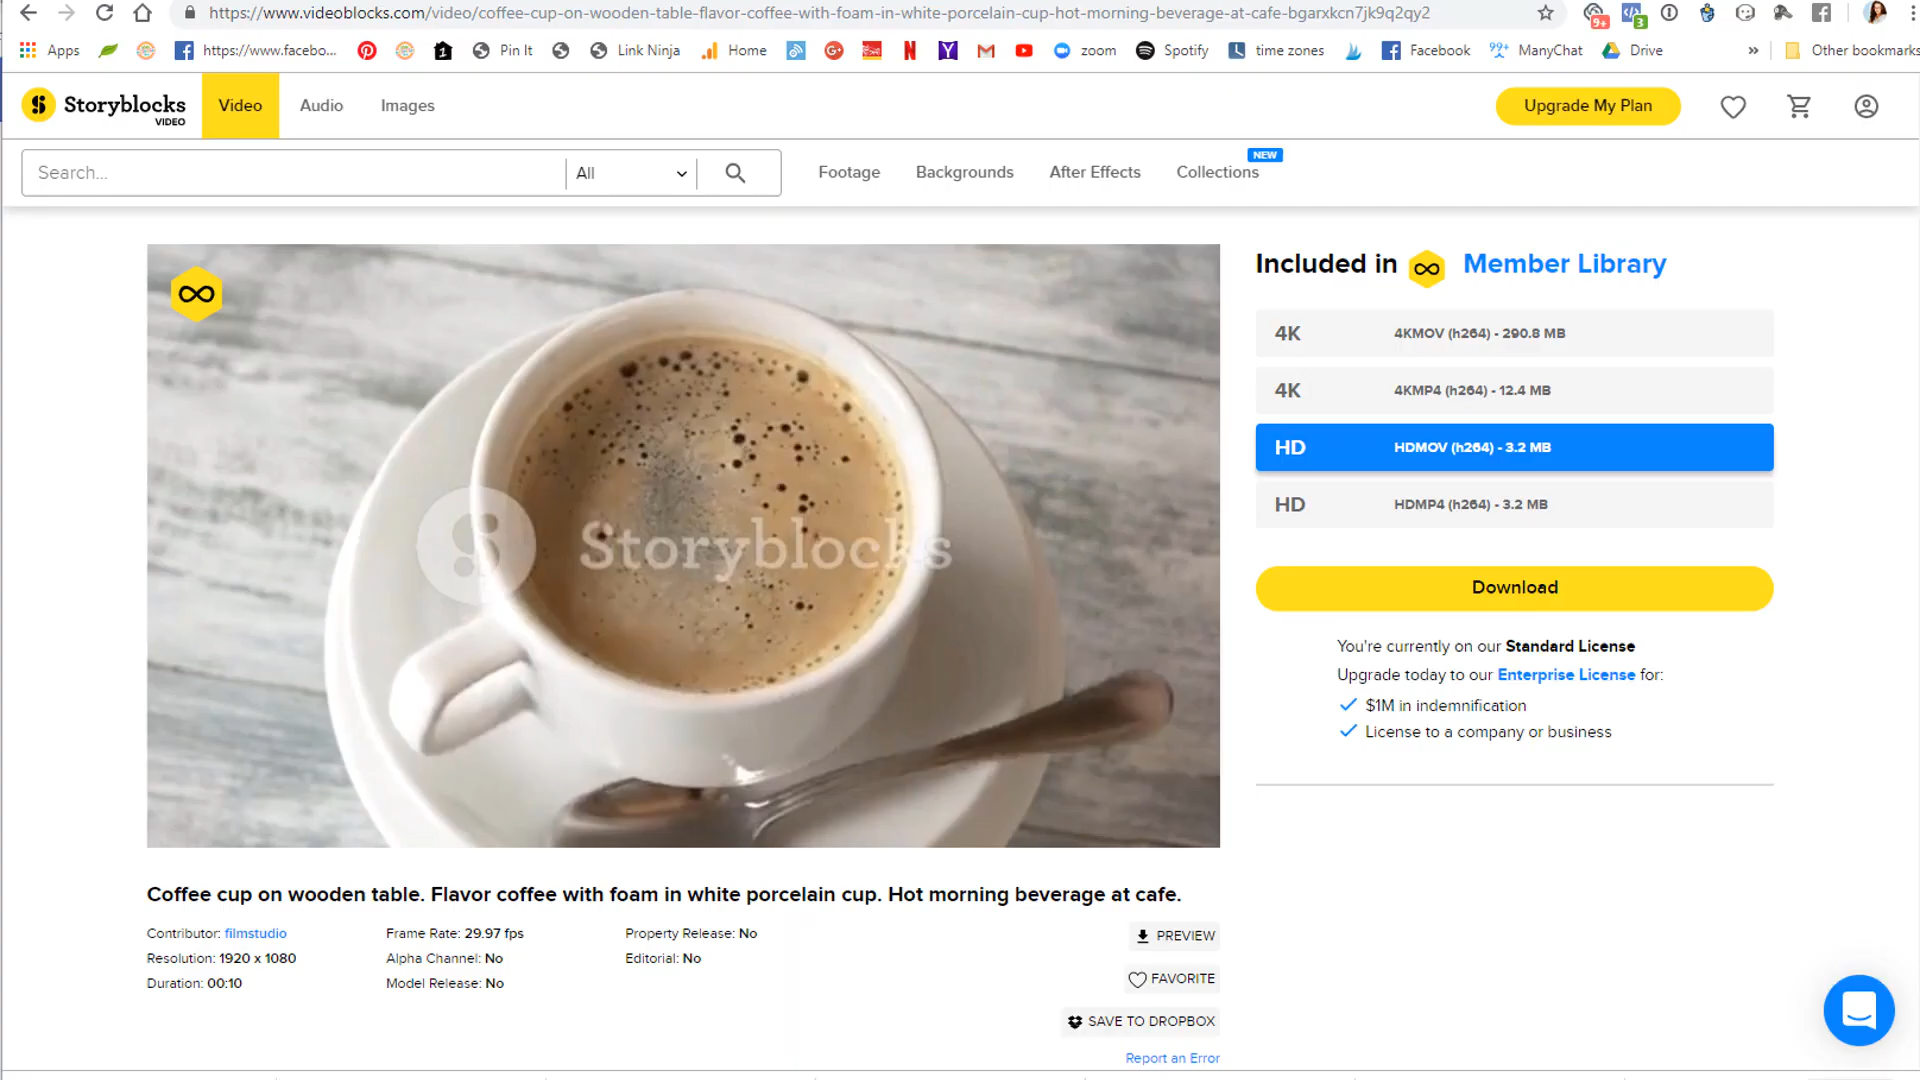 https://www.videoblocks.com/video/coffee-cup-on-wooden-table-flavor-coffee-with-foam-in-white-porcelain-cup-hot-morning-beverage-at-cafe-bgarxkcn7jk9q2qy2
9+
3
Apps
https://www.facebo...
Pin It
Link Ninja
Home
zoom
Spotify
time zones
Facebook
ManyChat
Drive
»
Other bookmarks
Storyblocks
VIDEO
Video
Audio
Images
Upgrade My Plan
Search...
All
Footage
Backgrounds
After Effects
Collections
NEW
Storyblocks
Included in
Member Library
4K 4KMOV (h264) - 290.8 MB
4K 4KMP4 (h264) - 12.4 MB
HD HDMOV (h264) - 3.2 MB
HD HDMP4 (h264) - 3.2 MB
Download
You're currently on our Standard License
Upgrade today to our Enterprise License for:
$1M in indemnification
License to a company or business
Coffee cup on wooden table. Flavor coffee with foam in white porcelain cup. Hot morning beverage at cafe.
Contributor: filmstudio
Resolution: 1920 x 1080
Duration: 00:10
Frame Rate: 29.97 fps
Alpha Channel: No
Model Release: No
Property Release: No
Editorial: No
PREVIEW
FAVORITE
SAVE TO DROPBOX
Report an Error